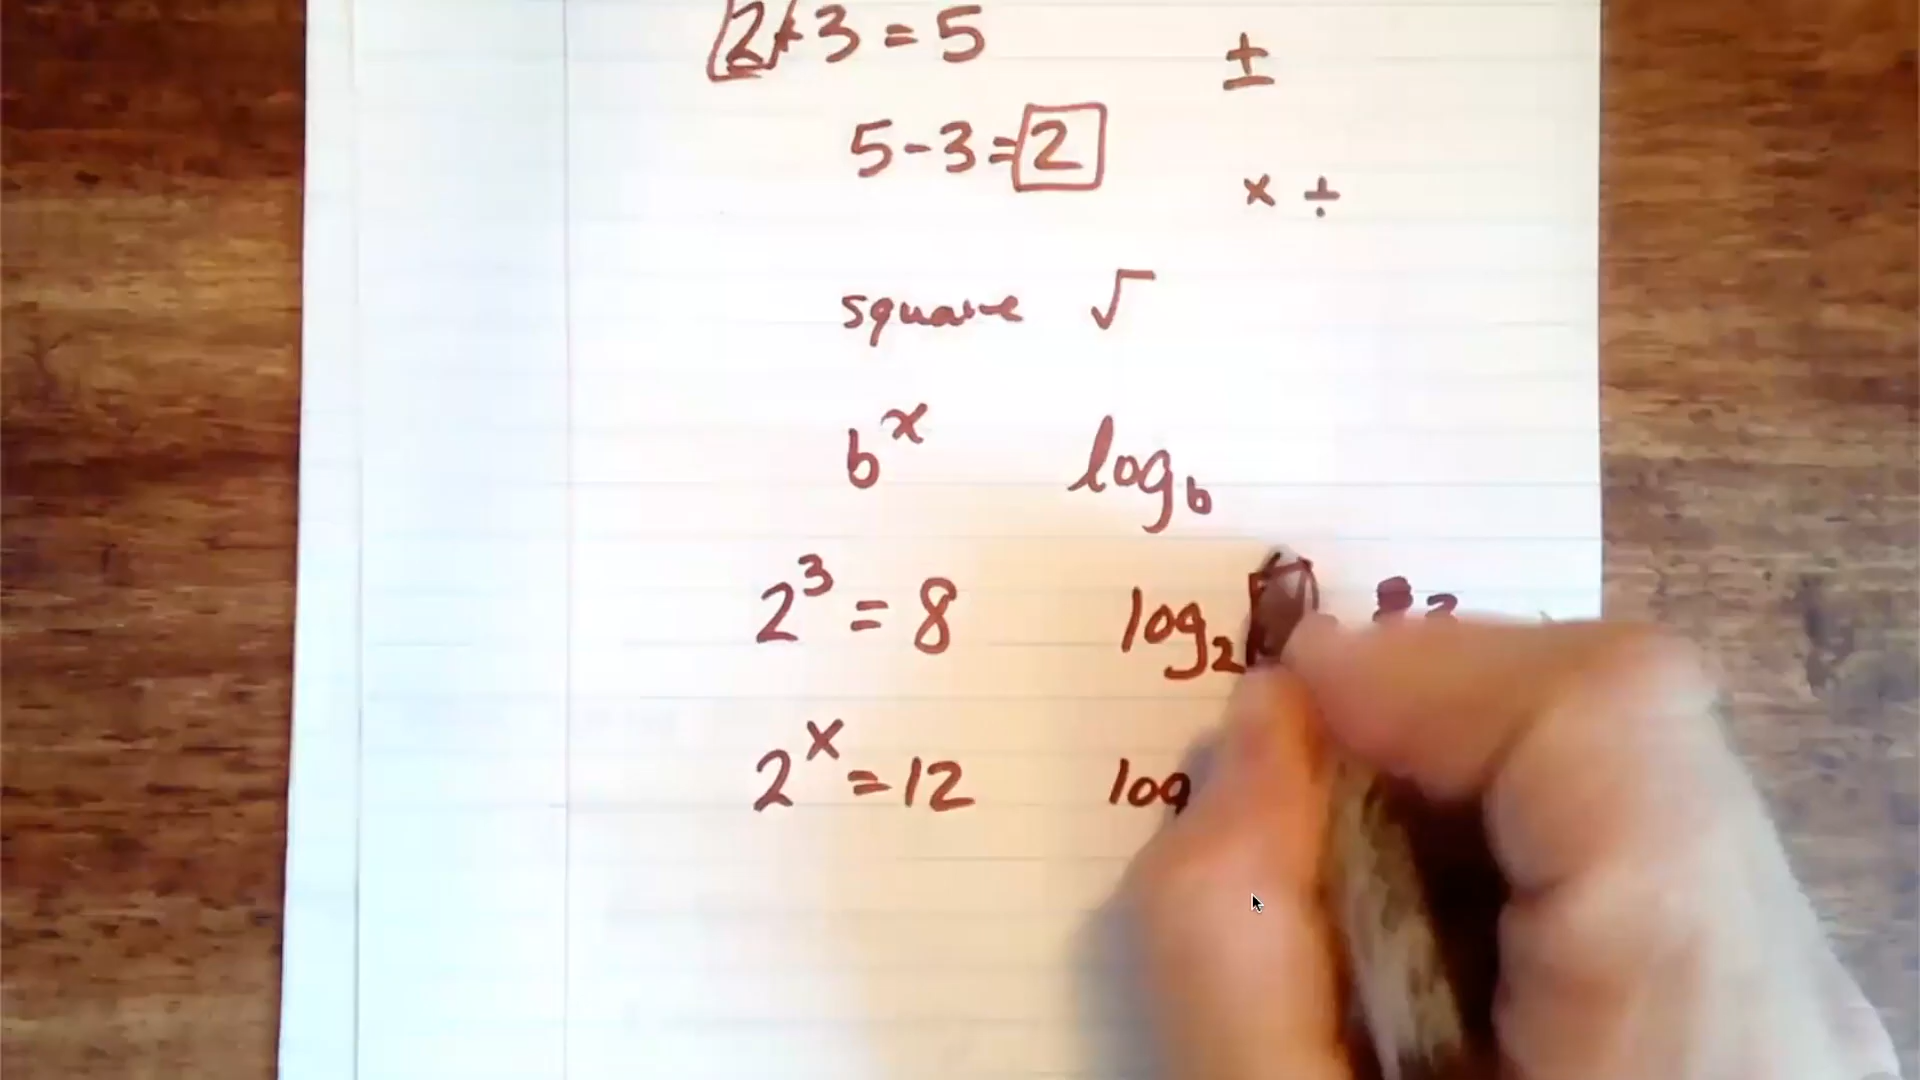 2+3=5 ±
5-3=2
× ÷
square √
b^x log_b
2^3=8 log_2
2^x=12 log